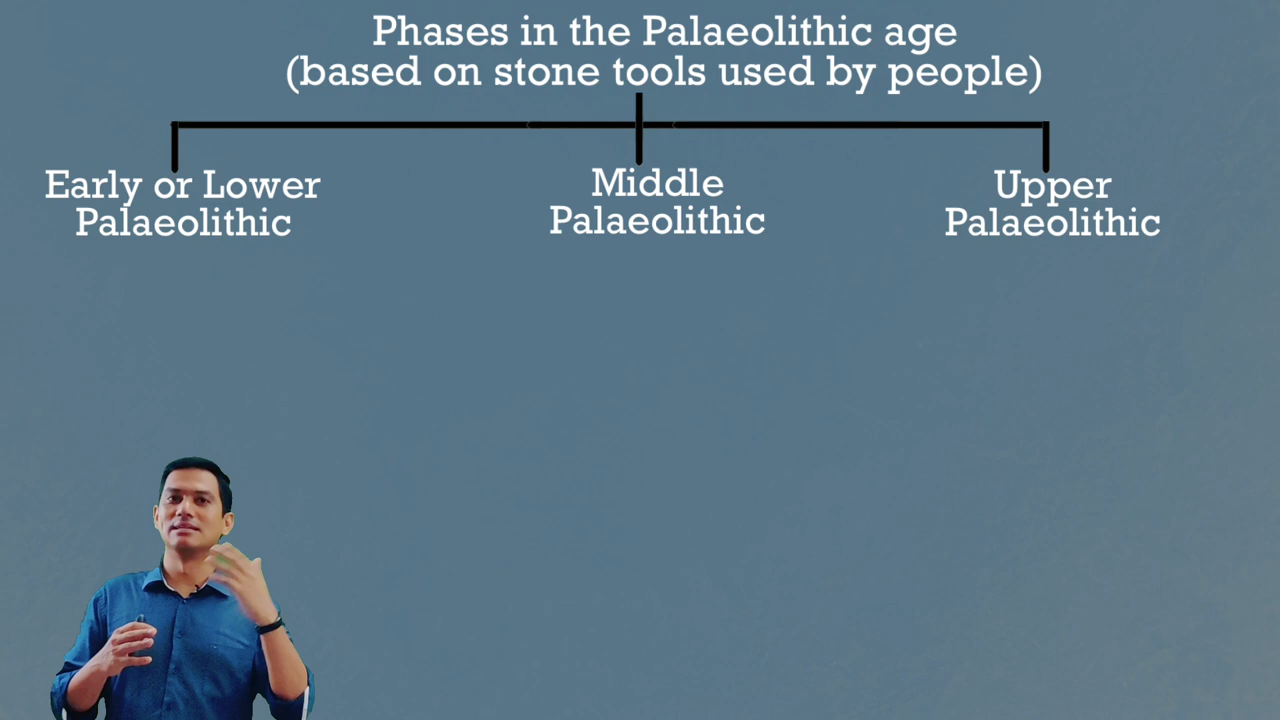 Phases in the Palaeolithic age
(based on stone tools used by people)
Early or Lower
Palaeolithic
Middle
Palaeolithic
Upper
Palaeolithic